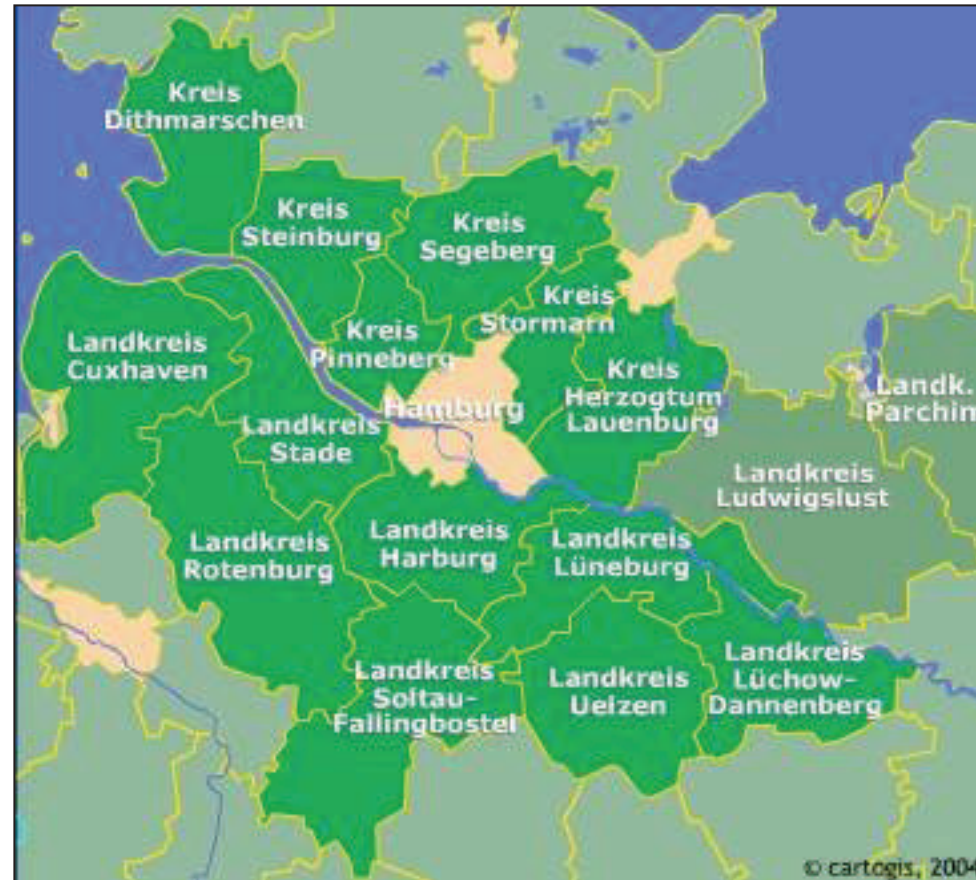 Kreis
Dithmarschen
Kreis
Steinburg
Kreis
Segeberg
Kreis
Stormarn
Landkreis
Cuxhaven
Kreis
Pinneberg
Kreis
Herzogtum
Lauenburg
Landk.
Parchim
Hamburg
Landkreis
Stade
Landkreis
Ludwigslust
Landkreis
Rotenburg
Landkreis
Harburg
Landkreis
Lüneburg
Landkreis
Soltau-
Fallingbostel
Landkreis
Uelzen
Landkreis
Lüchow-
Dannenberg
© cartogis, 2004